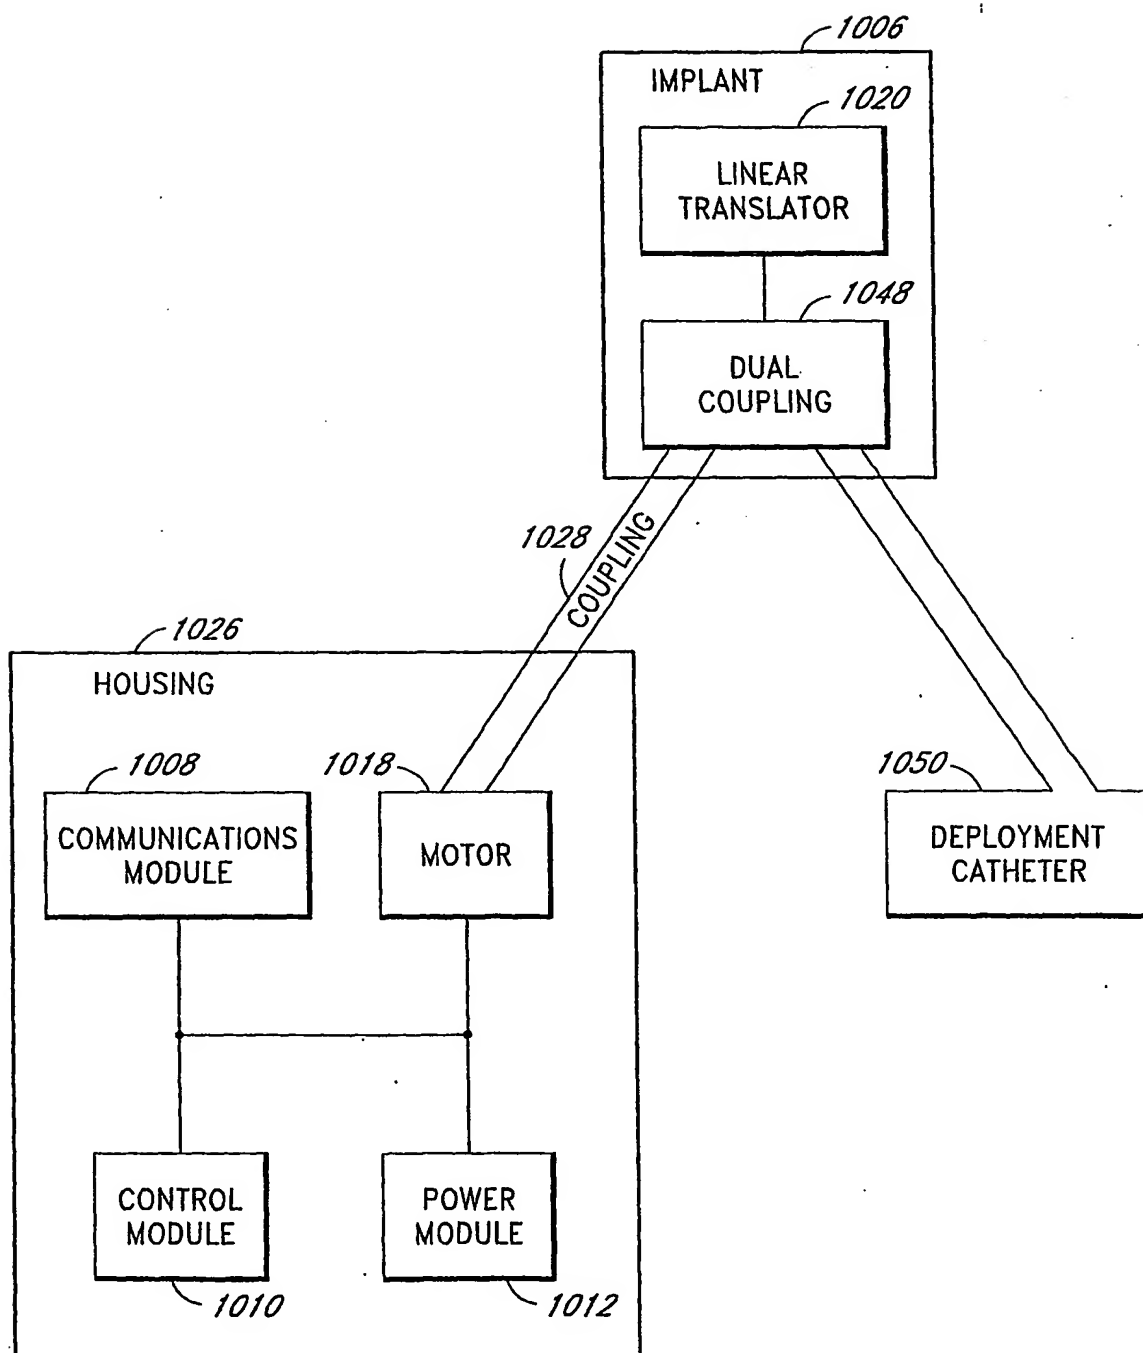 1006
IMPLANT
1020
LINEAR
TRANSLATOR
1048
DUAL
COUPLING
1028
COUPLING
1026
HOUSING
1008
COMMUNICATIONS
MODULE
1018
MOTOR
1050
DEPLOYMENT
CATHETER
CONTROL
MODULE
1010
POWER
MODULE
1012